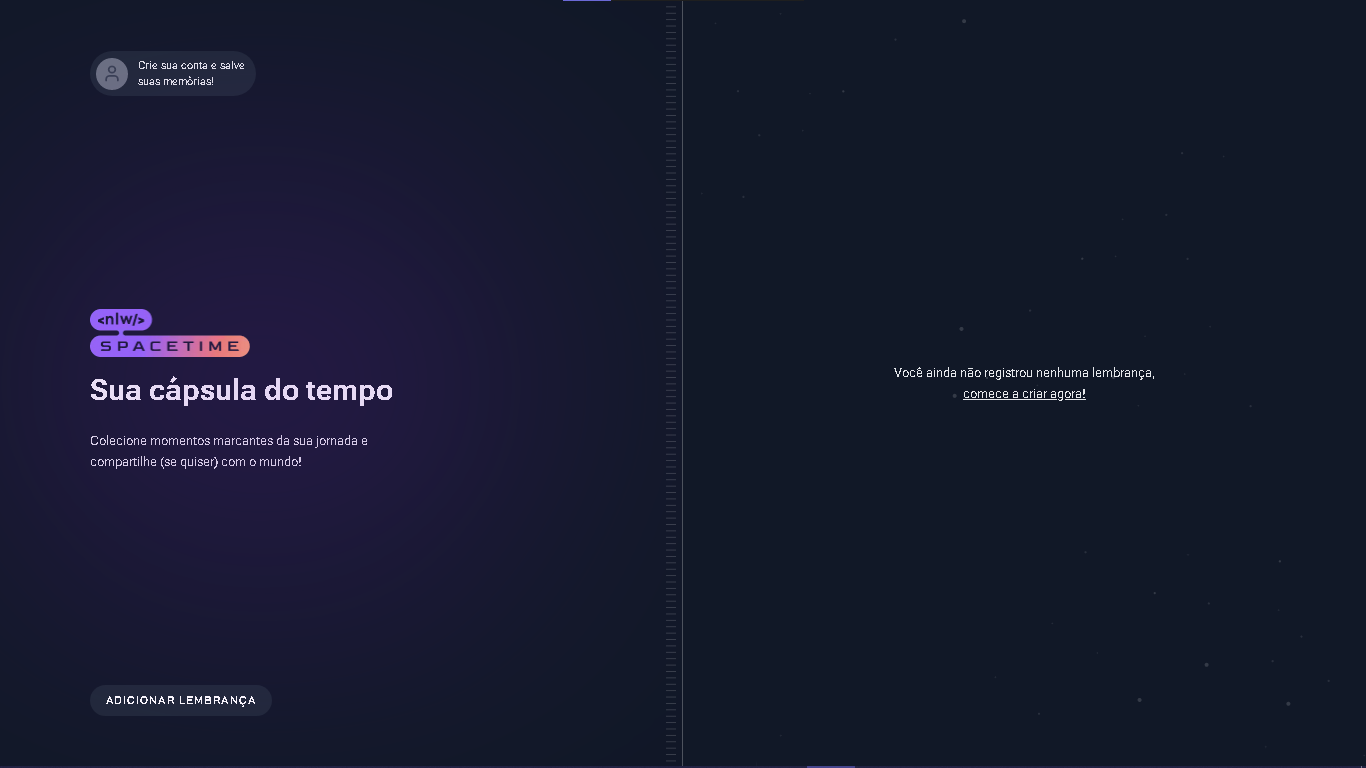 Crie sua conta e salve
suas memórias!
<nlw/>
SPACETIME
Sua cápsula do tempo
Colecione momentos marcantes da sua jornada e
compartilhe (se quiser) com o mundo!
ADICIONAR LEMBRANÇA
Você ainda não registrou nenhuma lembrança,
comece a criar agora!